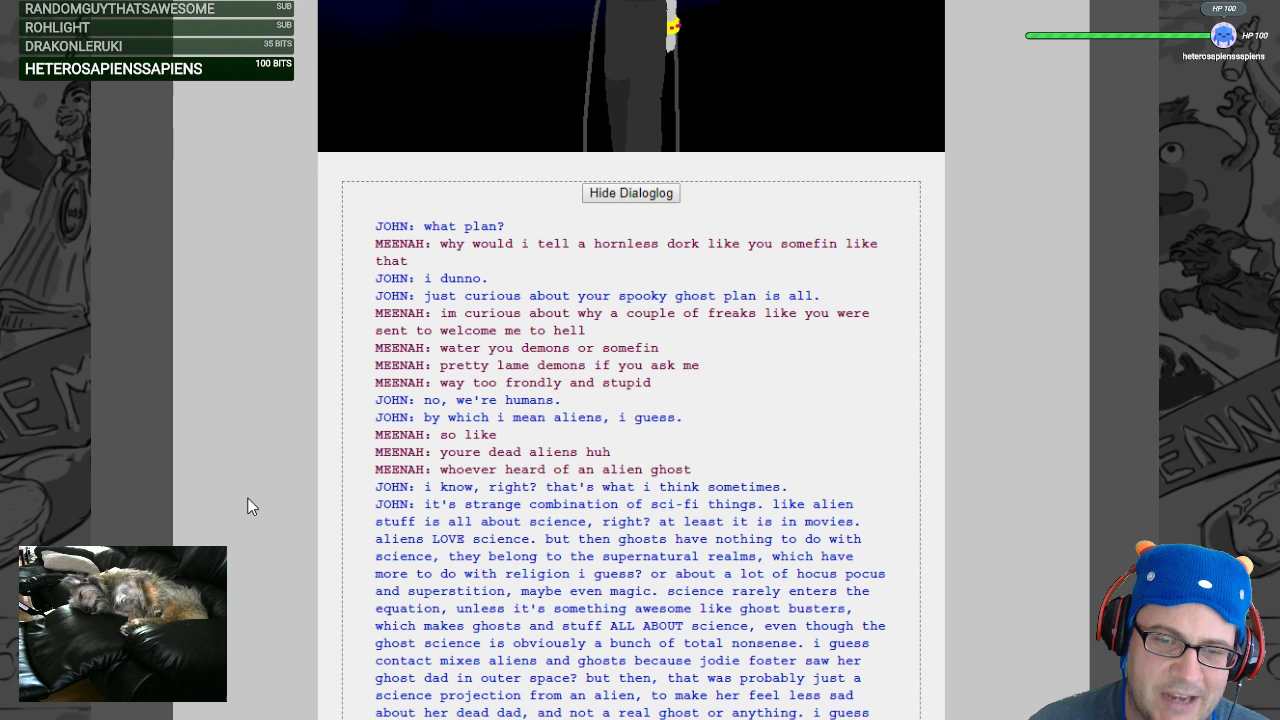 RANDOMGUYTHATSAWESOME SUB
ROHLIGHT SUB
DRAKONLERUKI 35 BITS
HETEROSAPIENSSAPIENS 100 BITS
HP 100
HP 100
heterosapienssapiens
Hide Dialoglog
JOHN: what plan?
MEENAH: why would i tell a hornless dork like you somefin like
that
JOHN: i dunno.
JOHN: just curious about your spooky ghost plan is all.
MEENAH: im curious about why a couple of freaks like you were
sent to welcome me to hell
MEENAH: water you demons or somefin
MEENAH: pretty lame demons if you ask me
MEENAH: way too frondly and stupid
JOHN: no, we're humans.
JOHN: by which i mean aliens, i guess.
MEENAH: so like
MEENAH: youre dead aliens huh
MEENAH: whoever heard of an alien ghost
JOHN: i know, right? that's what i think sometimes.
JOHN: it's strange combination of sci-fi things. like alien
stuff is all about science, right? at least it is in movies.
aliens LOVE science. but then ghosts have nothing to do with
science, they belong to the supernatural realms, which have
more to do with religion i guess? or about a lot of hocus pocus
and superstition, maybe even magic. science rarely enters the
equation, unless it's something awesome like ghost busters,
which makes ghosts and stuff ALL ABOUT science, even though the
ghost science is obviously a bunch of total nonsense. i guess
contact mixes aliens and ghosts because jodie foster saw her
ghost dad in outer space? but then, that was probably just a
science projection from an alien, to make her feel less sad
about her dead dad, and not a real ghost or anything. i guess